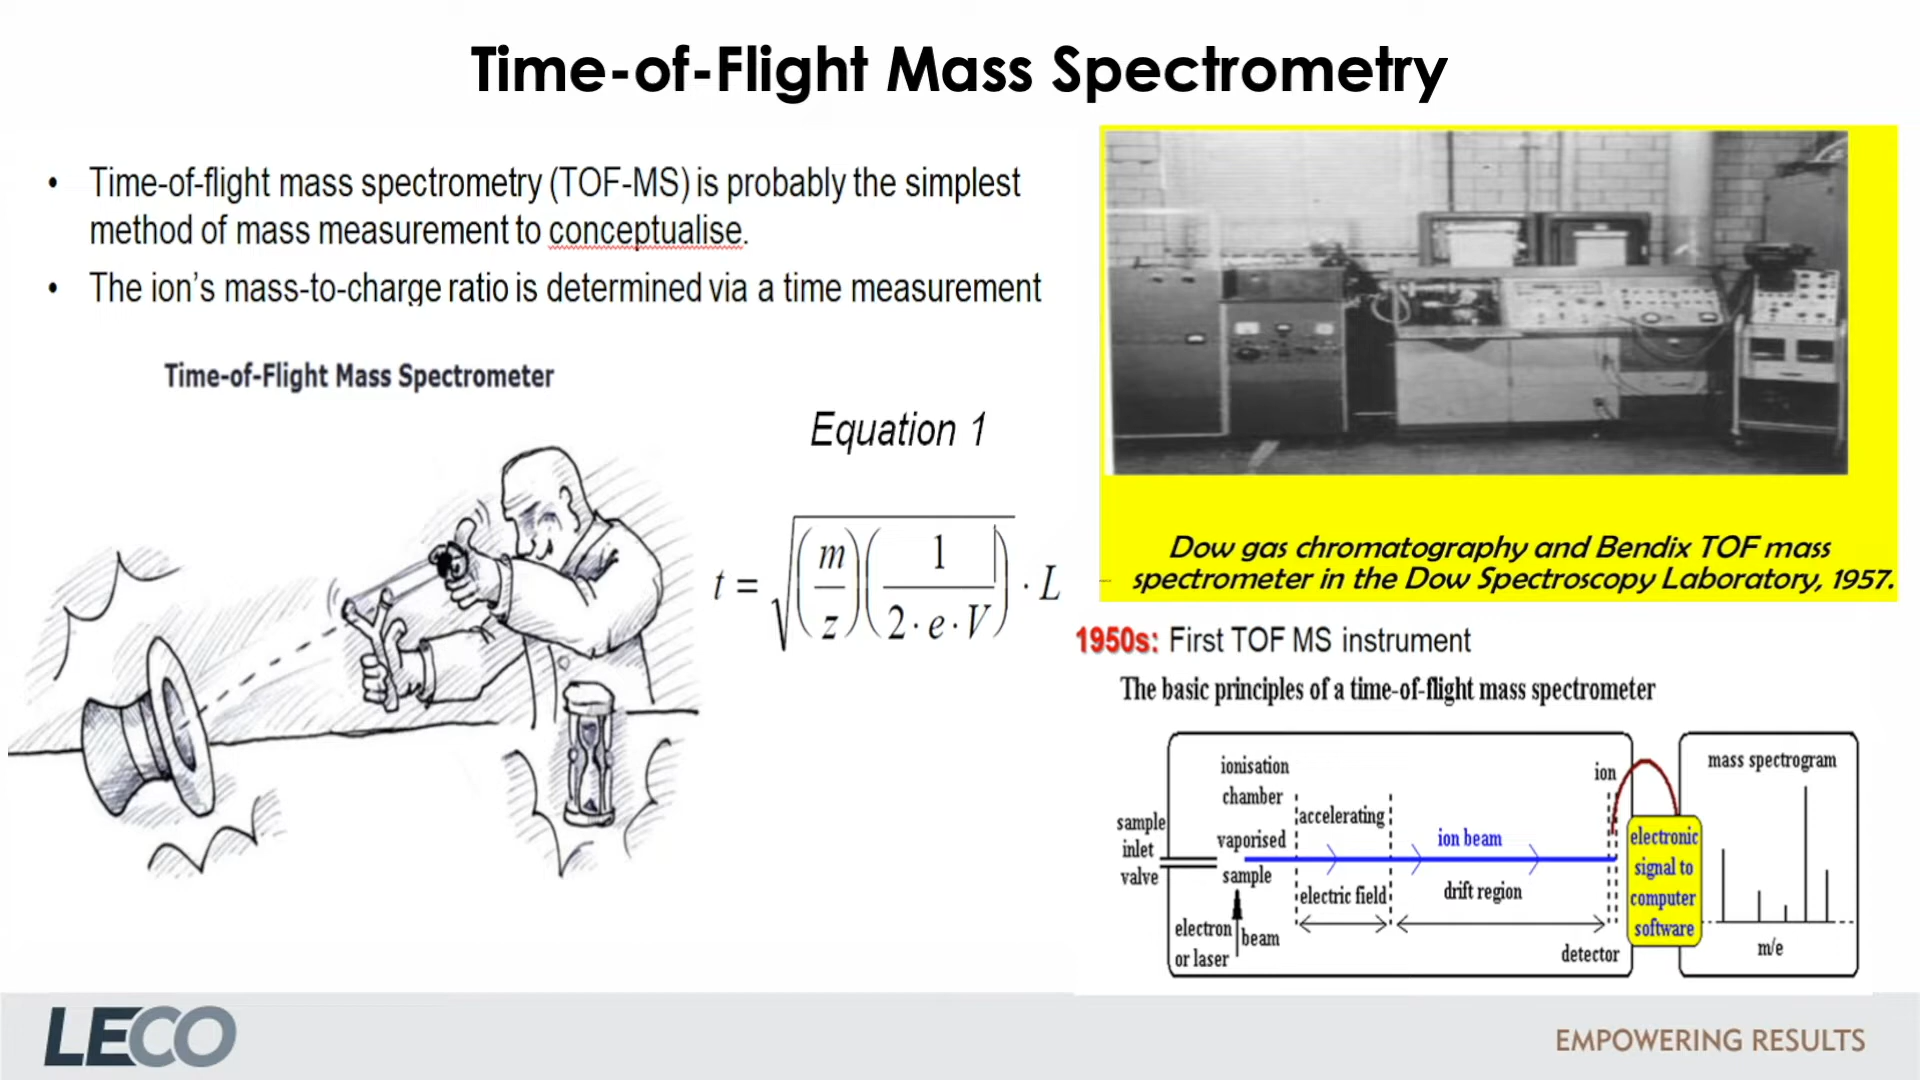 Time-of-Flight Mass Spectrometry
• Time-of-flight mass spectrometry (TOF-MS) is probably the simplest
method of mass measurement to conceptualise.
• The ion's mass-to-charge ratio is determined via a time measurement
Time-of-Flight Mass Spectrometer
Equation 1
t = √((m/z)(1/(2·e·V))) · L
Dow gas chromatography and Bendix TOF mass
spectrometer in the Dow Spectroscopy Laboratory, 1957.
1950s: First TOF MS instrument
The basic principles of a time-of-flight mass spectrometer
sample
inlet
valve
ionisation
chamber
vaporised
sample
electron beam
or laser
accelerating
electric field
ion beam
drift region
ion
detector
electronic
signal to
computer
software
mass spectrogram
m/e
LECO
EMPOWERING RESULTS